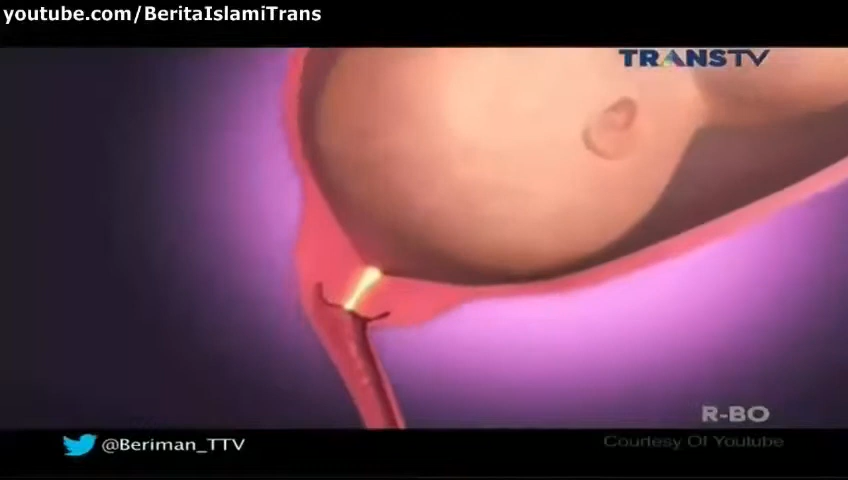 youtube.com/BeritaIslamiTrans
TRANSTV
R-BO
@Beriman_TTV
Courtesy Of Youtube